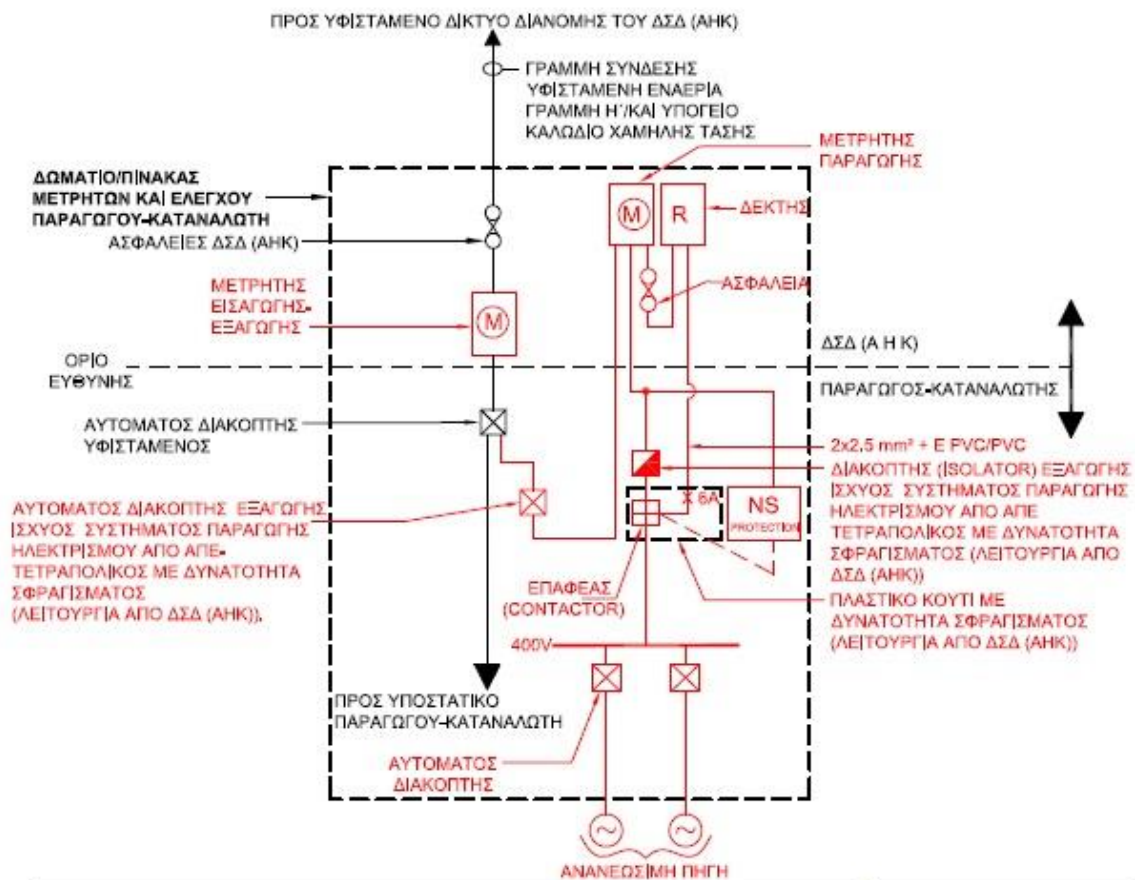 ΠΡΟΣ ΥΦΙΣΤΑΜΕΝΟ ΔΙΚΤΥΟ ΔΙΑΝΟΜΗΣ ΤΟΥ ΔΣΔ (ΑΗΚ)
ΓΡΑΜΜΗ ΣΥΝΔΕΣΗΣ
ΥΦΙΣΤΑΜΕΝΗ ΕΝΑΕΡΙΑ
ΓΡΑΜΜΗ Η΄/ΚΑΙ ΥΠΟΓΕΙΟ
ΚΑΛΩΔΙΟ ΧΑΜΗΛΗΣ ΤΑΣΗΣ
ΜΕΤΡΗΤΗΣ
ΠΑΡΑΓΩΓΗΣ
ΔΩΜΑΤΙΟ/ΠΙΝΑΚΑΣ
ΜΕΤΡΗΤΩΝ ΚΑΙ ΕΛΕΓΧΟΥ
ΠΑΡΑΓΩΓΟΥ-ΚΑΤΑΝΑΛΩΤΗ
ΑΣΦΑΛΕΙΕΣ ΔΣΔ (ΑΗΚ)
M
R
ΔΕΚΤΗΣ
ΑΣΦΑΛΕΙΑ
ΜΕΤΡΗΤΗΣ
ΕΙΣΑΓΩΓΗΣ-
ΕΞΑΓΩΓΗΣ
M
ΟΡΙΟ
ΕΥΘΥΝΗΣ
ΔΣΔ (Α Η Κ)
ΠΑΡΑΓΩΓΟΣ-ΚΑΤΑΝΑΛΩΤΗΣ
ΑΥΤΟΜΑΤΟΣ ΔΙΑΚΟΠΤΗΣ
ΥΦΙΣΤΑΜΕΝΟΣ
2x2.5 mm² + E PVC/PVC
ΔΙΑΚΟΠΤΗΣ (ISOLATOR) ΕΞΑΓΩΓΗΣ
ΙΣΧΥΟΣ ΣΥΣΤΗΜΑΤΟΣ ΠΑΡΑΓΩΓΗΣ
ΗΛΕΚΤΡΙΣΜΟΥ ΑΠΟ ΑΠΕ
ΤΕΤΡΑΠΟΛΙΚΟΣ ΜΕ ΔΥΝΑΤΟΤΗΤΑ
ΣΦΡΑΓΙΣΜΑΤΟΣ (ΛΕΙΤΟΥΡΓΙΑ ΑΠΟ
ΔΣΔ (ΑΗΚ))
ΑΥΤΟΜΑΤΟΣ ΔΙΑΚΟΠΤΗΣ ΕΞΑΓΩΓΗΣ
ΙΣΧΥΟΣ ΣΥΣΤΗΜΑΤΟΣ ΠΑΡΑΓΩΓΗΣ
ΗΛΕΚΤΡΙΣΜΟΥ ΑΠΟ ΑΠΕ-
ΤΕΤΡΑΠΟΛΙΚΟΣ ΜΕ ΔΥΝΑΤΟΤΗΤΑ
ΣΦΡΑΓΙΣΜΑΤΟΣ
(ΛΕΙΤΟΥΡΓΙΑ ΑΠΟ ΔΣΔ (ΑΗΚ)).
X 6A
NS
PROTECTION
ΕΠΑΦΕΑΣ
(CONTACTOR)
ΠΛΑΣΤΙΚΟ ΚΟΥΤΙ ΜΕ
ΔΥΝΑΤΟΤΗΤΑ ΣΦΡΑΓΙΣΜΑΤΟΣ
(ΛΕΙΤΟΥΡΓΙΑ ΑΠΟ ΔΣΔ (ΑΗΚ))
400V
ΠΡΟΣ ΥΠΟΣΤΑΤΙΚΟ
ΠΑΡΑΓΩΓΟΥ-ΚΑΤΑΝΑΛΩΤΗ
ΑΥΤΟΜΑΤΟΣ
ΔΙΑΚΟΠΤΗΣ
ΑΝΑΝΕΩΣΙΜΗ ΠΗΓΗ